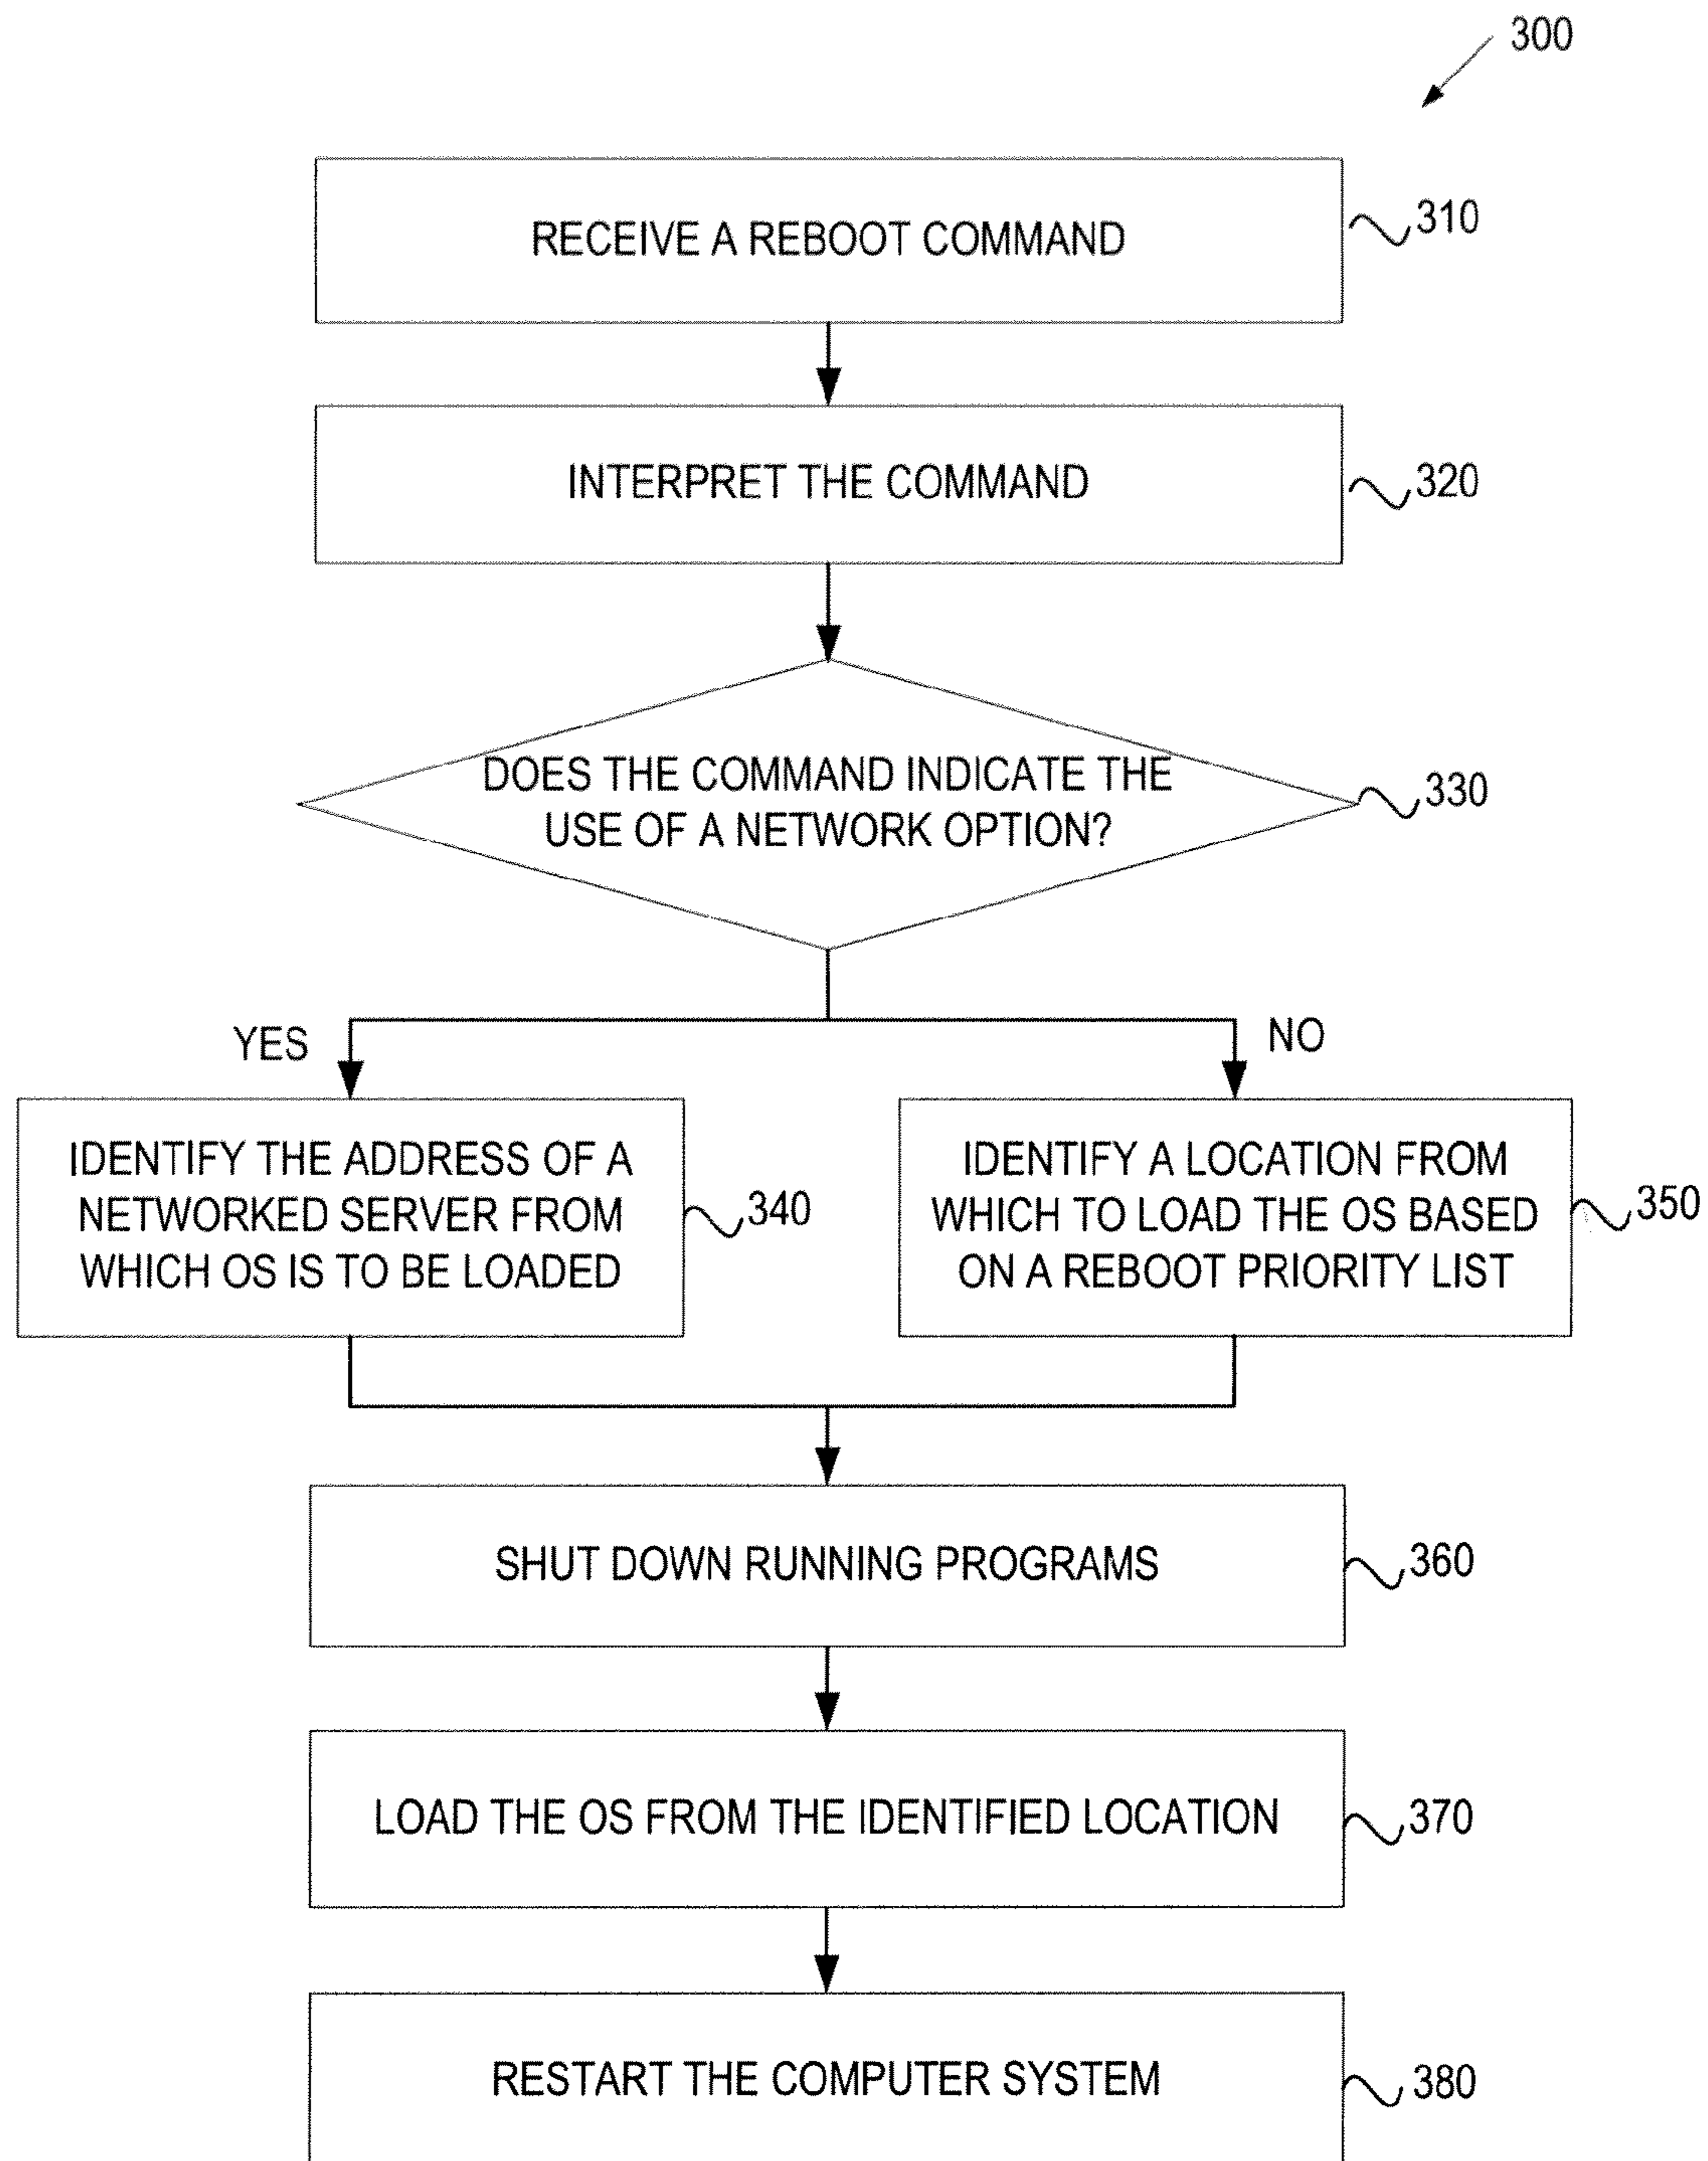 300
RECEIVE A REBOOT COMMAND
310
INTERPRET THE COMMAND
320
DOES THE COMMAND INDICATE THE
USE OF A NETWORK OPTION?
330
YES
NO
IDENTIFY THE ADDRESS OF A
NETWORKED SERVER FROM
WHICH OS IS TO BE LOADED
340
IDENTIFY A LOCATION FROM
WHICH TO LOAD THE OS BASED
ON A REBOOT PRIORITY LIST
350
SHUT DOWN RUNNING PROGRAMS
360
LOAD THE OS FROM THE IDENTIFIED LOCATION
370
RESTART THE COMPUTER SYSTEM
380